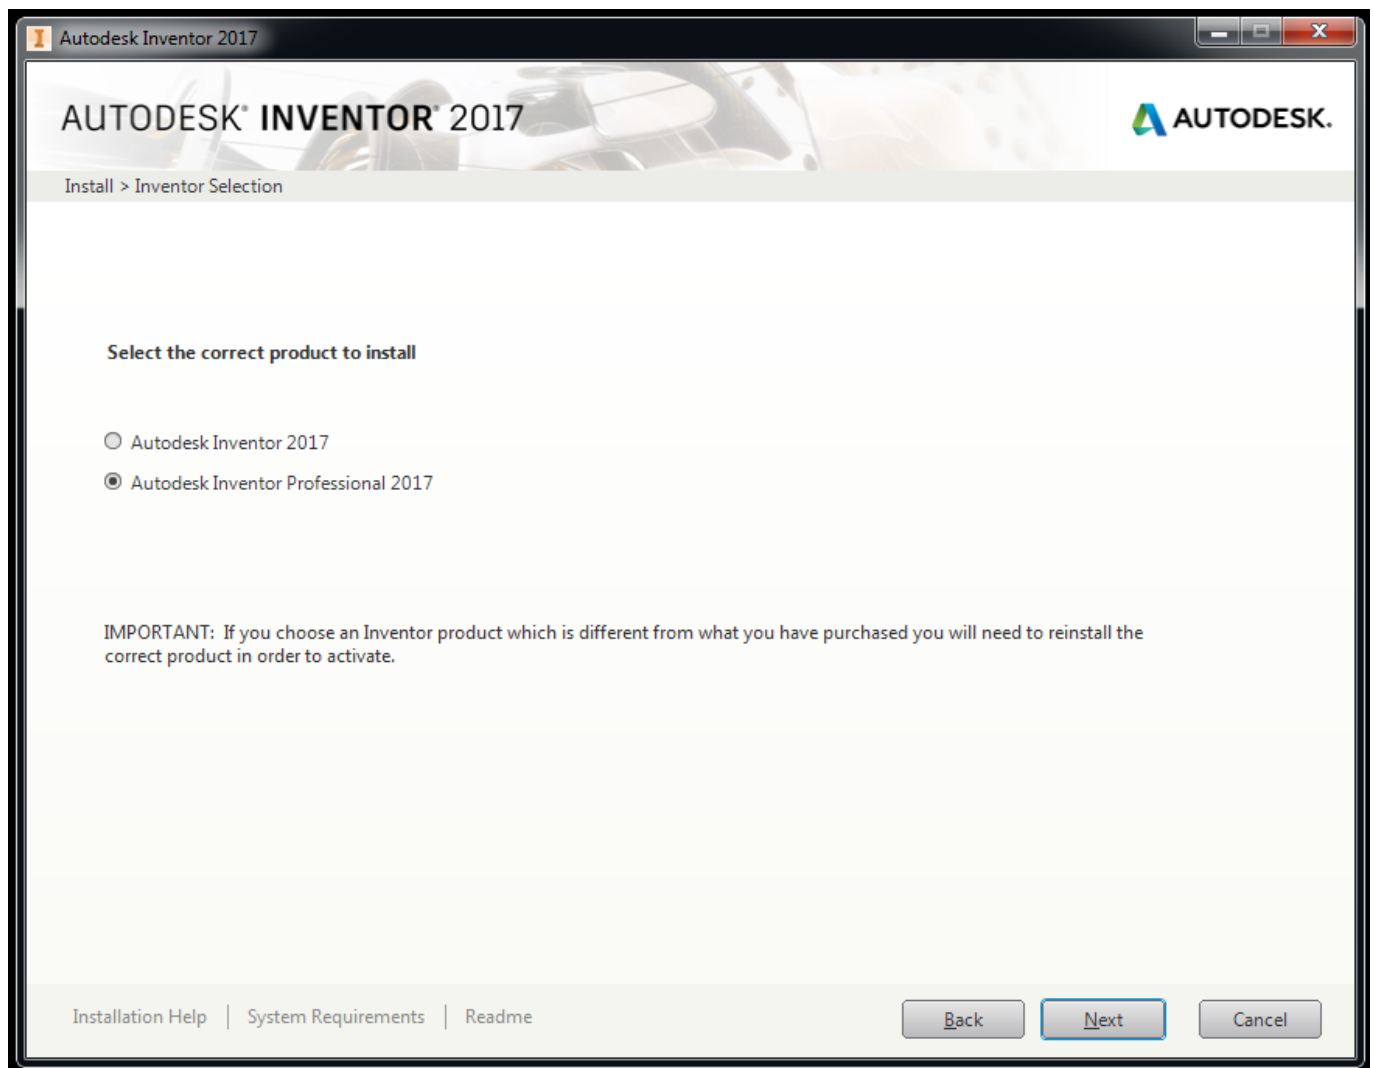 Autodesk Inventor 2017
AUTODESK® INVENTOR® 2017
AUTODESK.
Install > Inventor Selection
Select the correct product to install
Autodesk Inventor 2017
Autodesk Inventor Professional 2017
IMPORTANT: If you choose an Inventor product which is different from what you have purchased you will need to reinstall the
correct product in order to activate.
Installation Help | System Requirements | Readme
Back
Next
Cancel